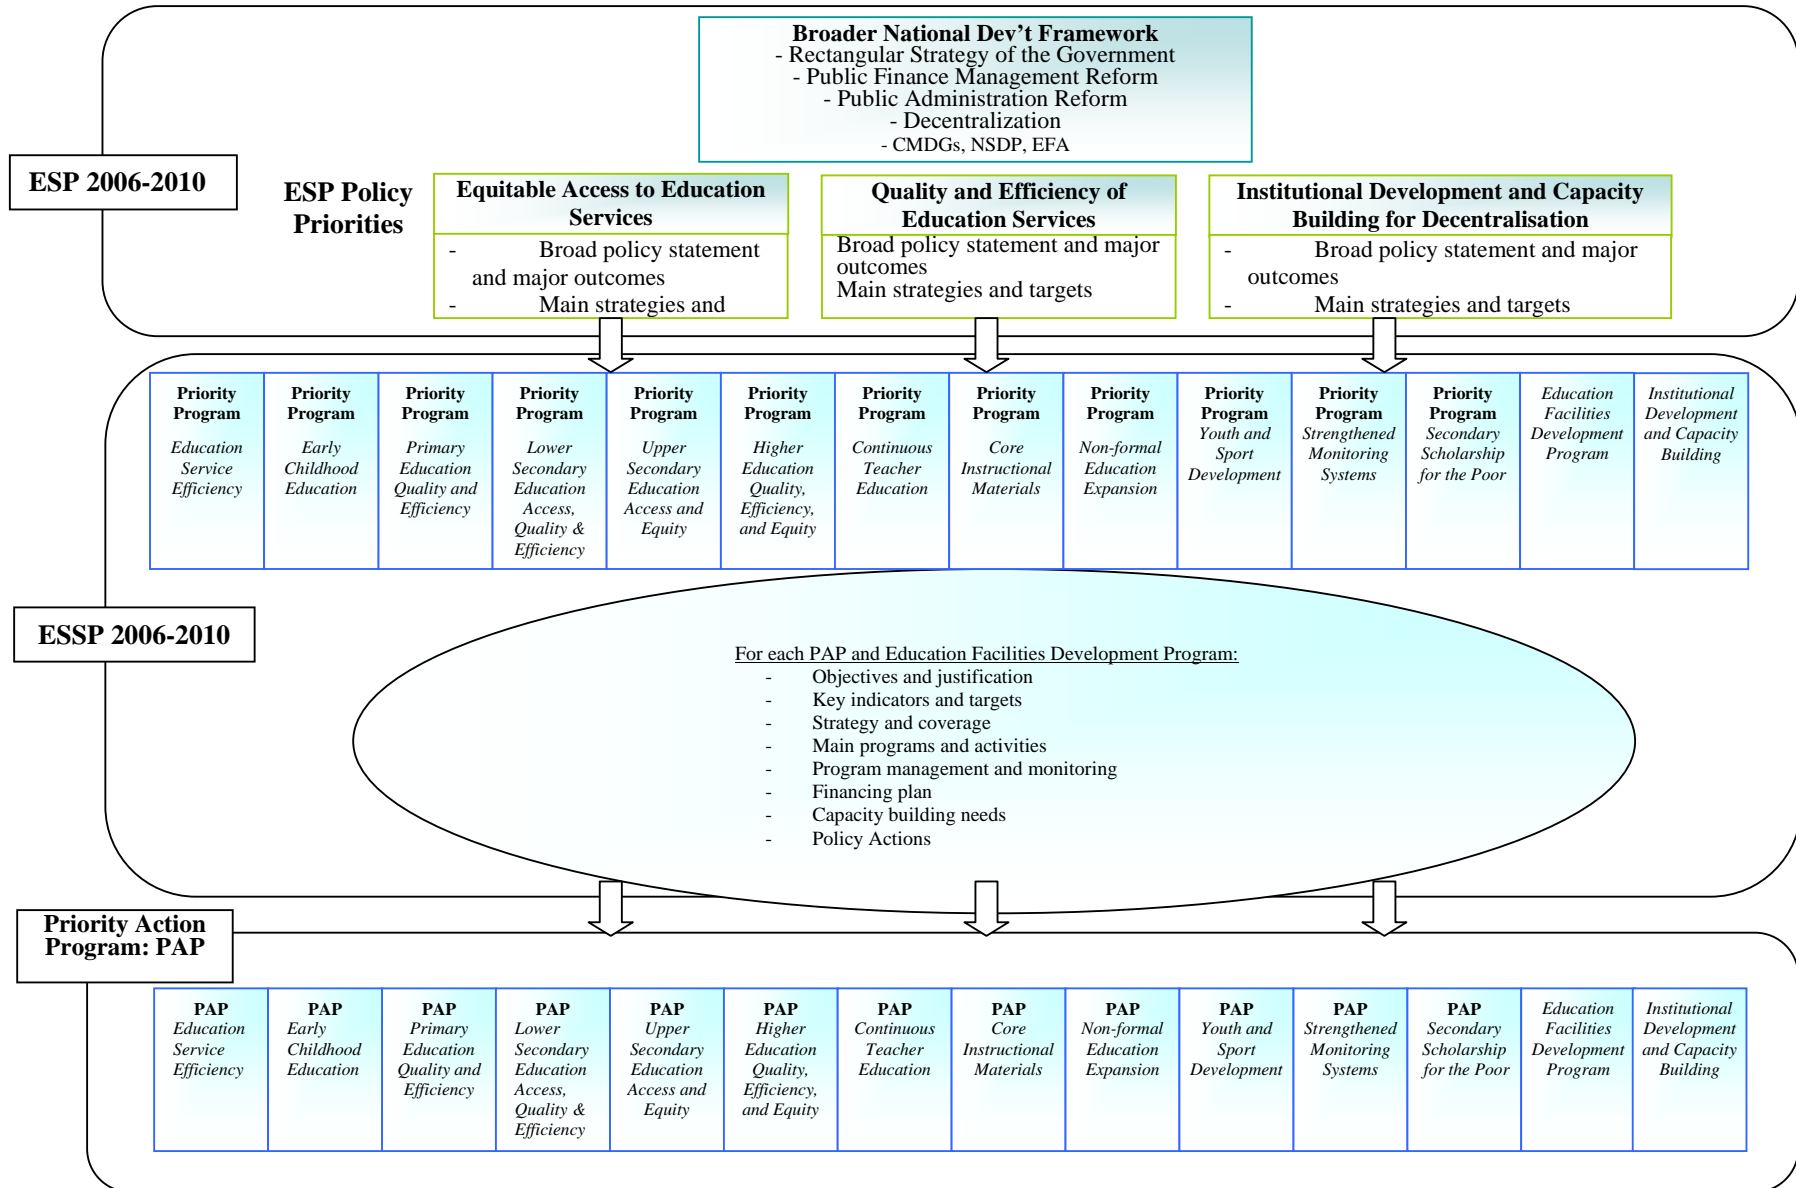 Broader National Dev’t Framework
- Rectangular Strategy of the Government
- Public Finance Management Reform
- Public Administration Reform
- Decentralization
- CMDGs, NSDP, EFA
ESP 2006-2010
ESP Policy
Priorities
Equitable Access to Education
Services
- Broad policy statement
and major outcomes
- Main strategies and
Quality and Efficiency of
Education Services
Broad policy statement and major
outcomes
Main strategies and targets
Institutional Development and Capacity
Building for Decentralisation
- Broad policy statement and major
outcomes
- Main strategies and targets
Priority
Program
Education
Service
Efficiency
Priority
Program
Early
Childhood
Education
Priority
Program
Primary
Education
Quality and
Efficiency
Priority
Program
Lower
Secondary
Education
Access,
Quality &
Efficiency
Priority
Program
Upper
Secondary
Education
Access and
Equity
Priority
Program
Higher
Education
Quality,
Efficiency,
and Equity
Priority
Program
Continuous
Teacher
Education
Priority
Program
Core
Instructional
Materials
Priority
Program
Non-formal
Education
Expansion
Priority
Program
Youth and
Sport
Development
Priority
Program
Strengthened
Monitoring
Systems
Priority
Program
Secondary
Scholarship
for the Poor
Education
Facilities
Development
Program
Institutional
Development
and Capacity
Building
ESSP 2006-2010
For each PAP and Education Facilities Development Program:
- Objectives and justification
- Key indicators and targets
- Strategy and coverage
- Main programs and activities
- Program management and monitoring
- Financing plan
- Capacity building needs
- Policy Actions
Priority Action
Program: PAP
PAP
Education
Service
Efficiency
PAP
Early
Childhood
Education
PAP
Primary
Education
Quality and
Efficiency
PAP
Lower
Secondary
Education
Access,
Quality &
Efficiency
PAP
Upper
Secondary
Education
Access and
Equity
PAP
Higher
Education
Quality,
Efficiency,
and Equity
PAP
Continuous
Teacher
Education
PAP
Core
Instructional
Materials
PAP
Non-formal
Education
Expansion
PAP
Youth and
Sport
Development
PAP
Strengthened
Monitoring
Systems
PAP
Secondary
Scholarship
for the Poor
Education
Facilities
Development
Program
Institutional
Development
and Capacity
Building